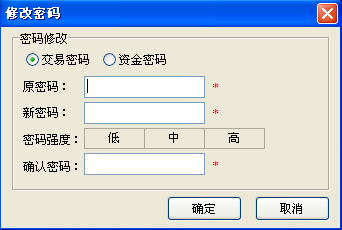 修改密码
密码修改
交易密码 资金密码
原密码： *
新密码： *
密码强度： 低 中 高
确认密码： *
确定 取消